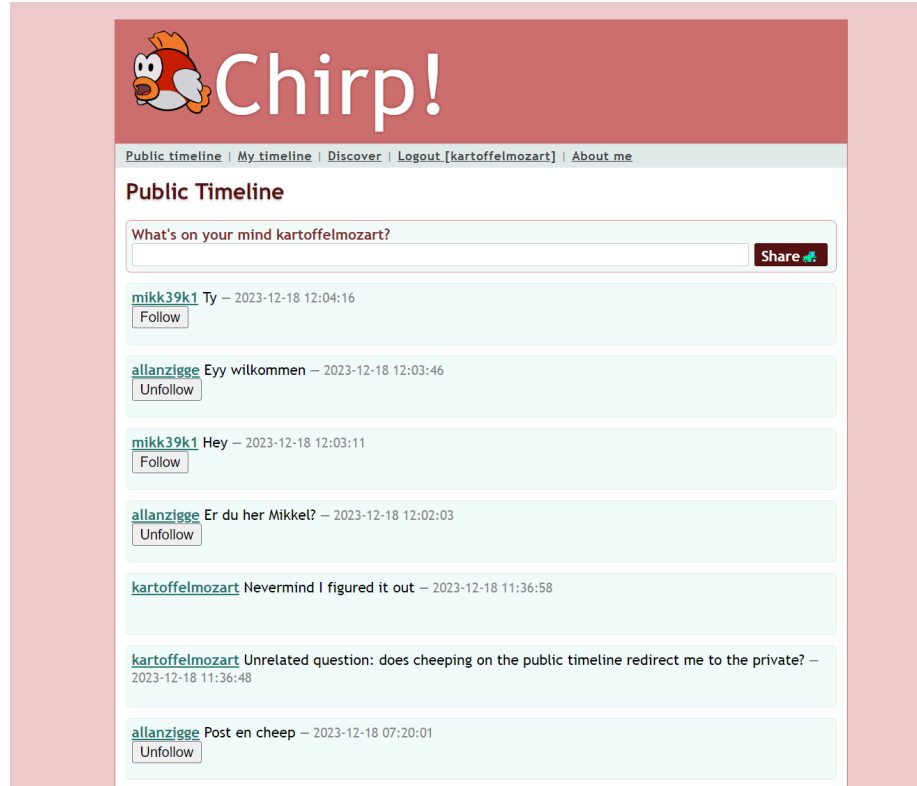 Chirp!
Public timeline | My timeline | Discover | Logout [kartoffelmozart] | About me
Public Timeline
What's on your mind kartoffelmozart?
Share
mikk39k1 Ty — 2023-12-18 12:04:16
Follow
allanzigge Eyy wilkommen — 2023-12-18 12:03:46
Unfollow
mikk39k1 Hey — 2023-12-18 12:03:11
Follow
allanzigge Er du her Mikkel? — 2023-12-18 12:02:03
Unfollow
kartoffelmozart Nevermind I figured it out — 2023-12-18 11:36:58
kartoffelmozart Unrelated question: does cheeping on the public timeline redirect me to the private? —
2023-12-18 11:36:48
allanzigge Post en cheep — 2023-12-18 07:20:01
Unfollow